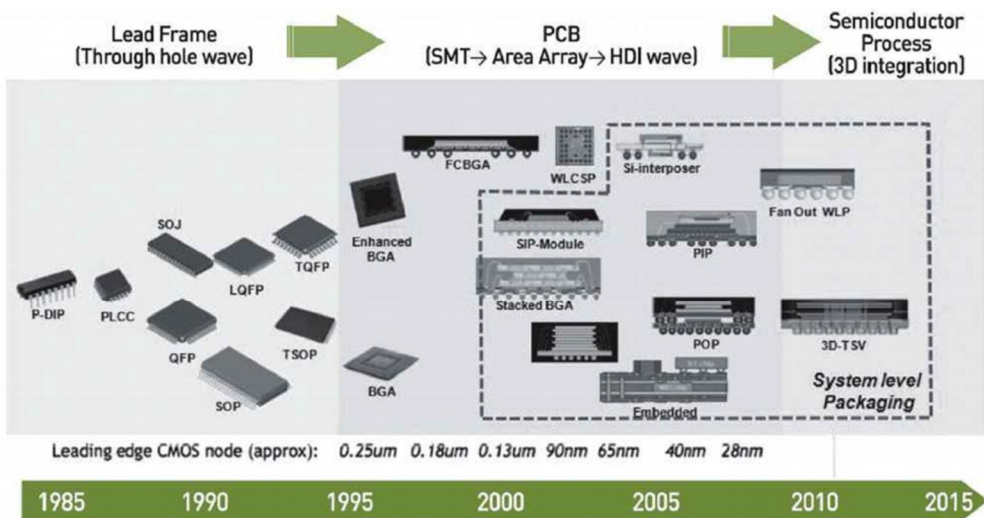 Lead Frame
(Through hole wave)
PCB
(SMT→ Area Array→ HDI wave)
Semiconductor
Process
(3D integration)
FCBGA
WLCSP
Si-interposer
Fan Out WLP
Enhanced
BGA
SOJ
SIP-Module
PIP
TQFP
LQFP
P-DIP
PLCC
Stacked BGA
QFP
TSOP
POP
3D-TSV
SOP
BGA
Embedded
System level
Packaging
Leading edge CMOS node (approx): 0.25um 0.18um 0.13um 90nm 65nm 40nm 28nm
1985 1990 1995 2000 2005 2010 2015